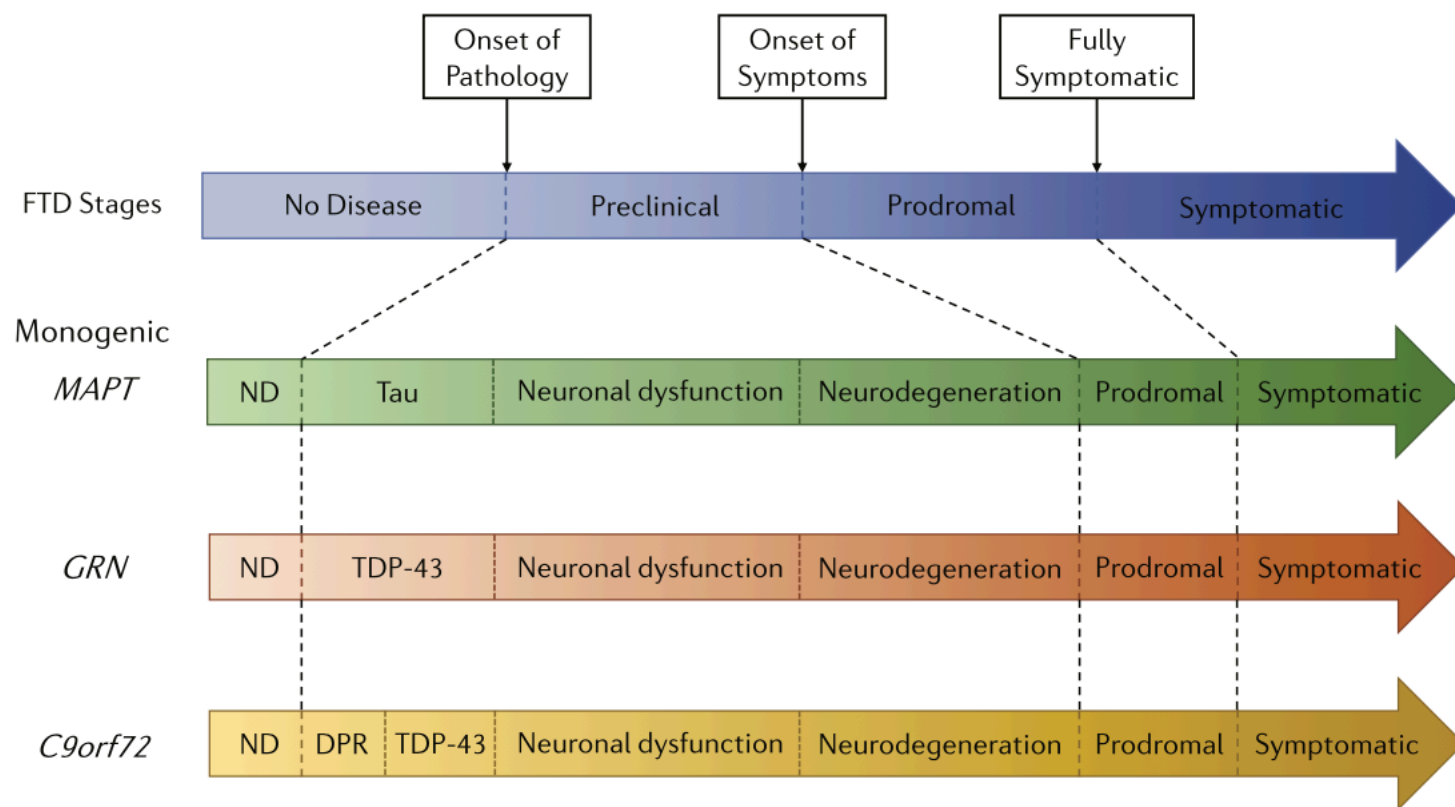 Onset of
Pathology
Onset of
Symptoms
Fully
Symptomatic
FTD Stages
No Disease
Preclinical
Prodromal
Symptomatic
Monogenic
MAPT
ND
Tau
Neuronal dysfunction
Neurodegeneration
Prodromal
Symptomatic
GRN
ND
TDP-43
Neuronal dysfunction
Neurodegeneration
Prodromal
Symptomatic
C9orf72
ND
DPR
TDP-43
Neuronal dysfunction
Neurodegeneration
Prodromal
Symptomatic